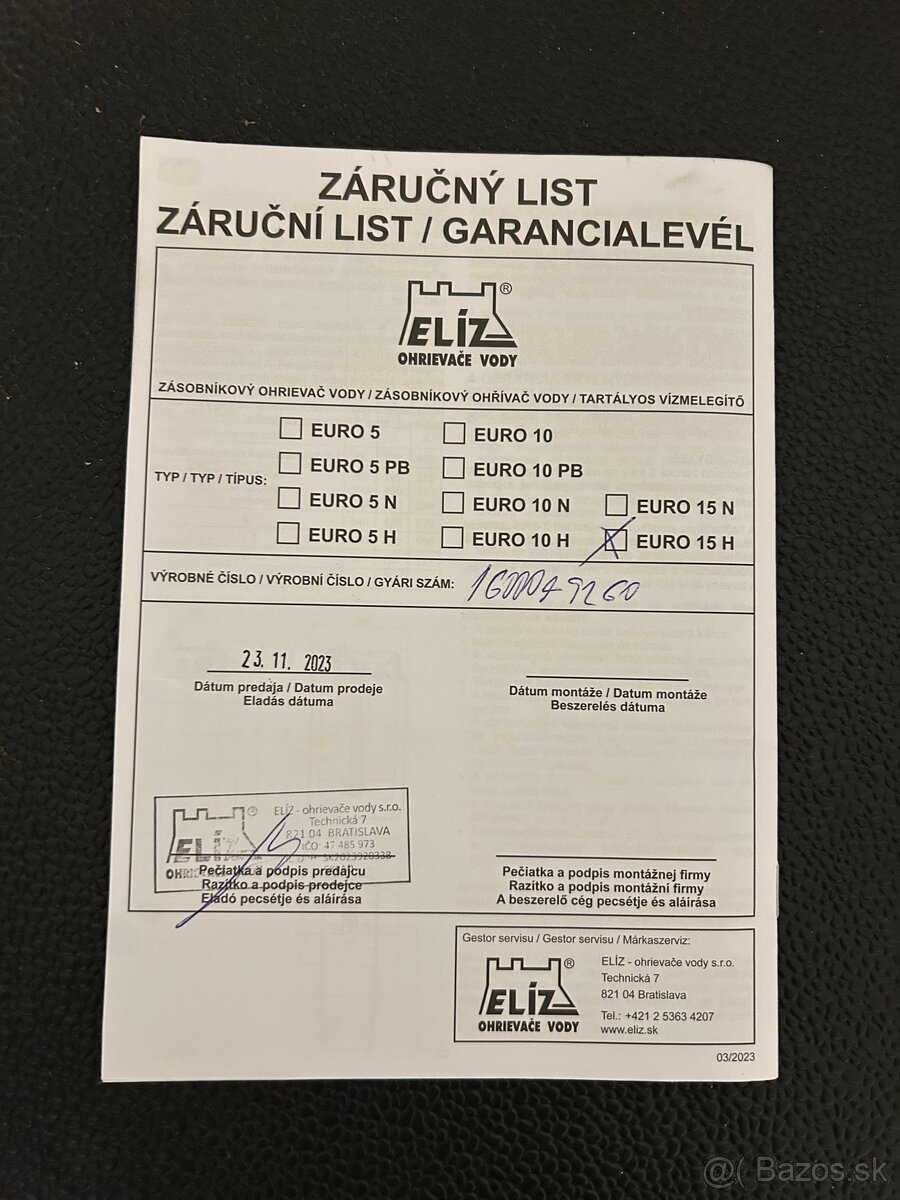 ZÁRUČNÝ LIST
ZÁRUČNÍ LIST / GARANCIALEVÉL
ELÍZ ®
OHRIEVAČE VODY
ZÁSOBNÍKOVÝ OHRIEVAČ VODY / ZÁSOBNÍKOVÝ OHŘÍVAČ VODY / TARTÁLYOS VÍZMELEGÍTŐ
TYP / TYP / TÍPUS:
EURO 5 EURO 10
EURO 5 PB EURO 10 PB
EURO 5 N EURO 10 N EURO 15 N
EURO 5 H EURO 10 H EURO 15 H
VÝROBNÉ ČÍSLO / VÝROBNÍ ČÍSLO / GYÁRI SZÁM:
23. 11. 2023
Dátum predaja / Datum prodeje
Eladás dátuma
Dátum montáže / Datum montáže
Beszerelés dátuma
ELÍZ ®
ELÍZ - ohrievače vody s.r.o.
Technická 7
821 04 BRATISLAVA
IČO: 47 485 973
SK2023920338
Pečiatka a podpis predajcu
Razítko a podpis prodejce
Eladó pecsétje és aláírása
Pečiatka a podpis montážnej firmy
Razítko a podpis montážní firmy
A beszerelő cég pecsétje és aláírása
Gestor servisu / Gestor servisu / Márkaszerviz:
ELÍZ ®
OHRIEVAČE VODY
ELÍZ - ohrievače vody s.r.o.
Technická 7
821 04 Bratislava
Tel.: +421 2 5363 4207
www.eliz.sk
03/2023
@( Bazos.sk